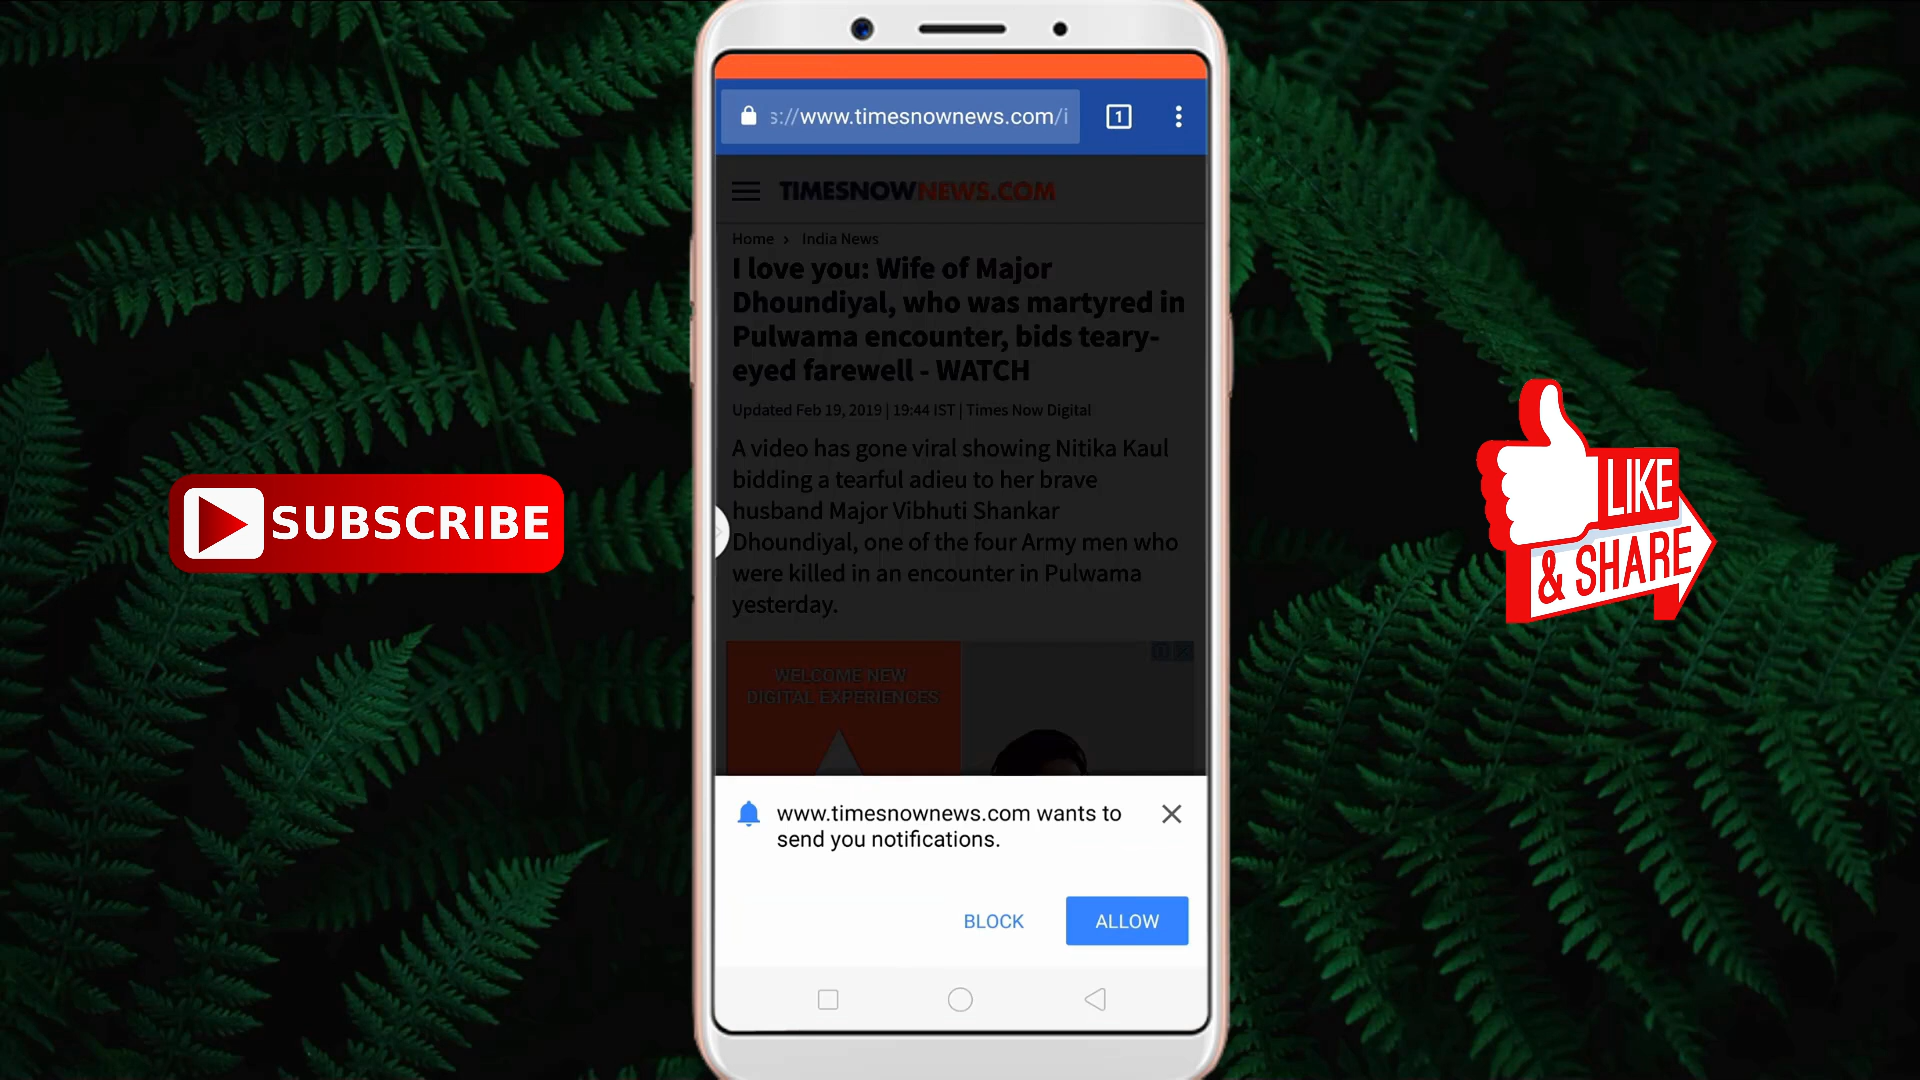 s://www.timesnownews.com/i
1
TIMESNOWNEWS.COM
Home › India News
I love you: Wife of Major
Dhoundiyal, who was martyred in
Pulwama encounter, bids teary-
eyed farewell - WATCH
Updated Feb 19, 2019 | 19:44 IST | Times Now Digital
A video has gone viral showing Nitika Kaul
bidding a tearful adieu to her brave
husband Major Vibhuti Shankar
Dhoundiyal, one of the four Army men who
were killed in an encounter in Pulwama
yesterday.
SUBSCRIBE
LIKE
& SHARE
WELCOME NEW
DIGITAL EXPERIENCES
www.timesnownews.com wants to
send you notifications.
BLOCK ALLOW